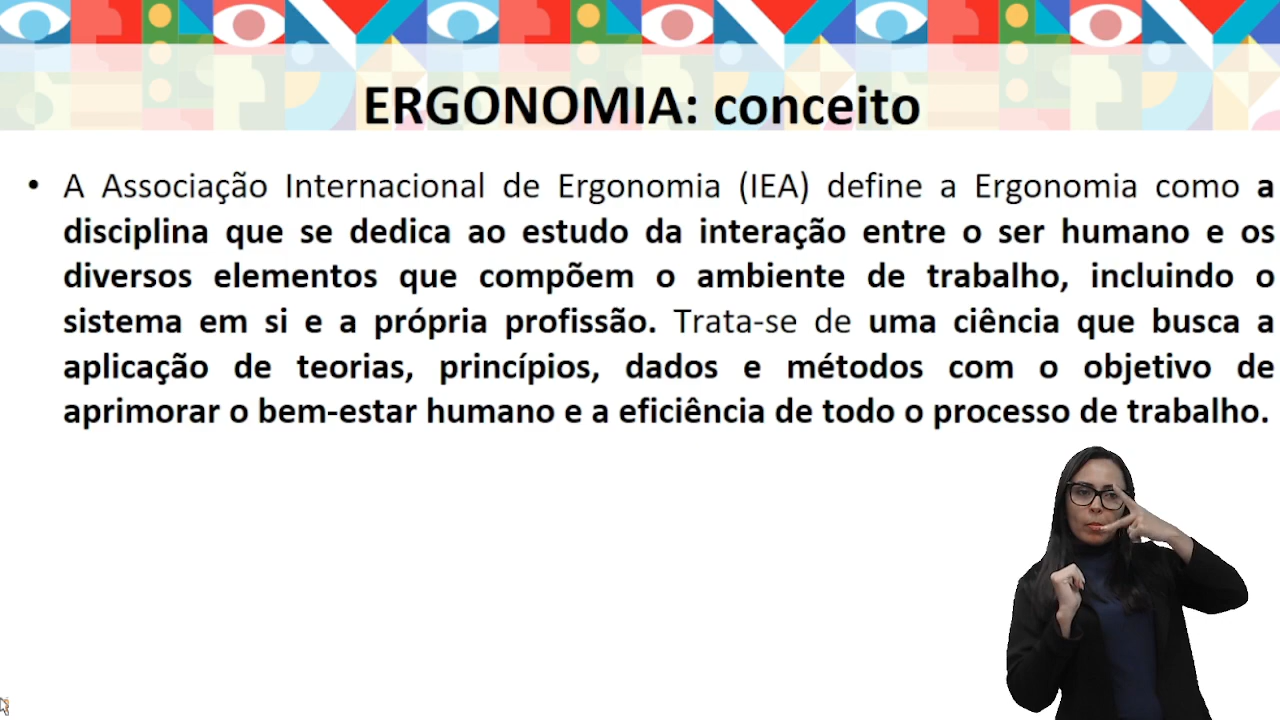 ERGONOMIA: conceito
• A Associação Internacional de Ergonomia (IEA) define a Ergonomia como a
disciplina que se dedica ao estudo da interação entre o ser humano e os
diversos elementos que compõem o ambiente de trabalho, incluindo o
sistema em si e a própria profissão. Trata-se de uma ciência que busca a
aplicação de teorias, princípios, dados e métodos com o objetivo de
aprimorar o bem-estar humano e a eficiência de todo o processo de trabalho.